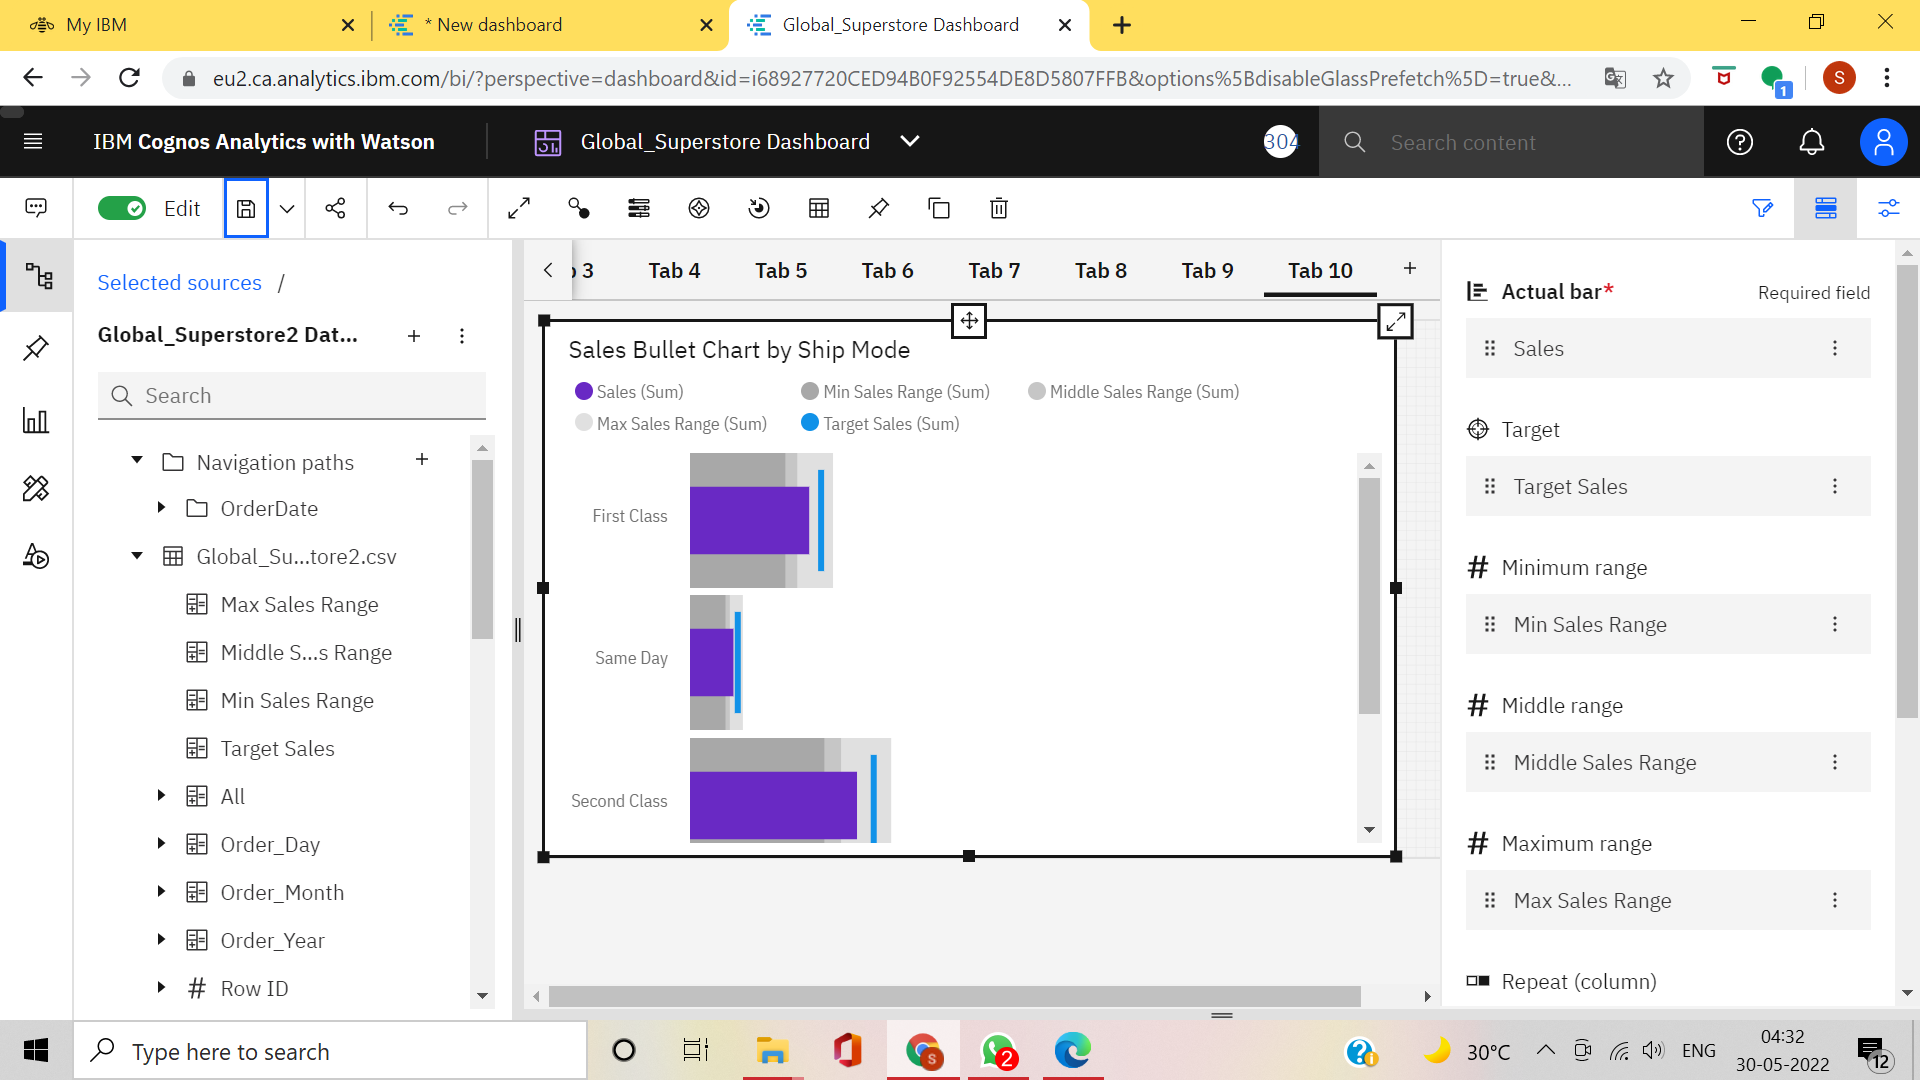 My IBM
* New dashboard
Global_Superstore Dashboard
eu2.ca.analytics.ibm.com/bi/?perspective=dashboard&id=i68927720CED94B0F92554DE8D5807FFB&options%5BdisableGlassPrefetch%5D=true&...
S
1
IBM Cognos Analytics with Watson
Global_Superstore Dashboard
304
Search content
Edit
Selected sources /
Global_Superstore2 Dat...
Search
Navigation paths
OrderDate
Global_Su...tore2.csv
Max Sales Range
Middle S...s Range
Min Sales Range
Target Sales
All
Order_Day
Order_Month
Order_Year
Row ID
3
Tab 4
Tab 5
Tab 6
Tab 7
Tab 8
Tab 9
Tab 10
Sales Bullet Chart by Ship Mode
Sales (Sum)
Min Sales Range (Sum)
Middle Sales Range (Sum)
Max Sales Range (Sum)
Target Sales (Sum)
First Class
Same Day
Second Class
Actual bar*
Required field
Sales
Target
Target Sales
Minimum range
Min Sales Range
Middle range
Middle Sales Range
Maximum range
Max Sales Range
Repeat (column)
Type here to search
S
2
30°C
ENG
04:32
30-05-2022
12